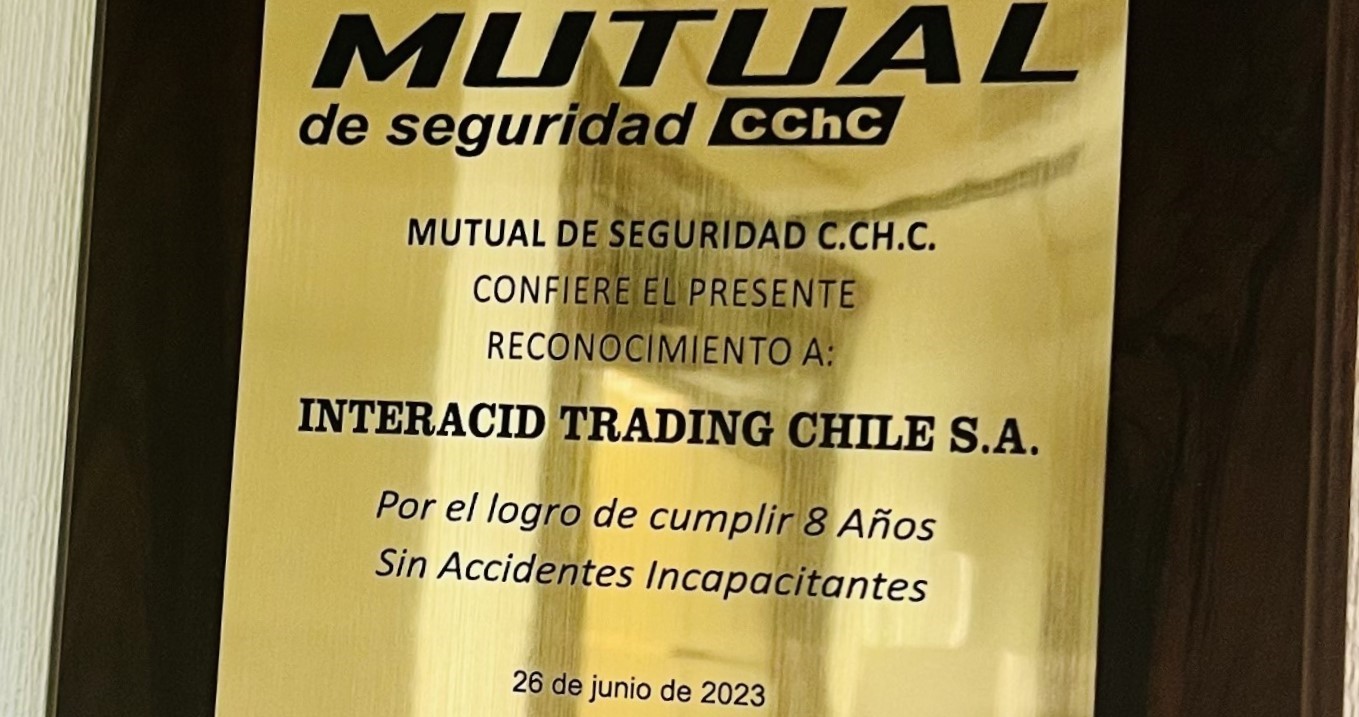 MUTUAL
de seguridad CChC
MUTUAL DE SEGURIDAD C.CH.C.
CONFIERE EL PRESENTE
RECONOCIMIENTO A:
INTERACID TRADING CHILE S.A.
Por el logro de cumplir 8 Años
Sin Accidentes Incapacitantes
26 de junio de 2023